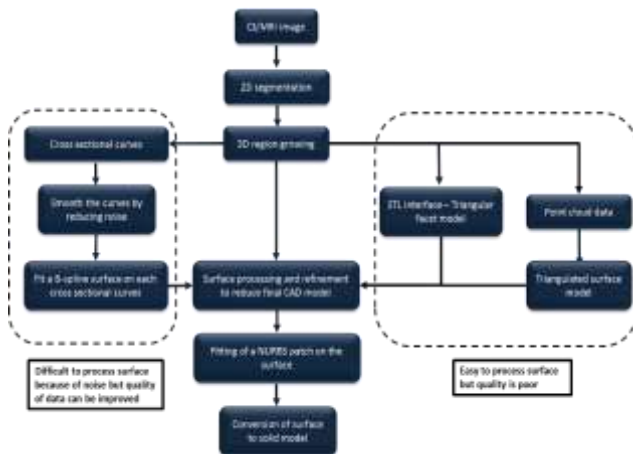 CT/MRI image
2D segmentation
Cross sectional curves
3D region growing
Smooth the curves by
reducing noise
STL interface – Triangular
facet model
Point cloud data
Fit a B-spline surface on each
cross sectional curves
Surface processing and refinement
to reduce final CAD model
Triangulated surface
model
Difficult to process surface
because of noise but quality
of data can be improved
Fitting of a NURBS patch on the
surface
Easy to process surface
but quality is poor
Conversion of surface
to solid model